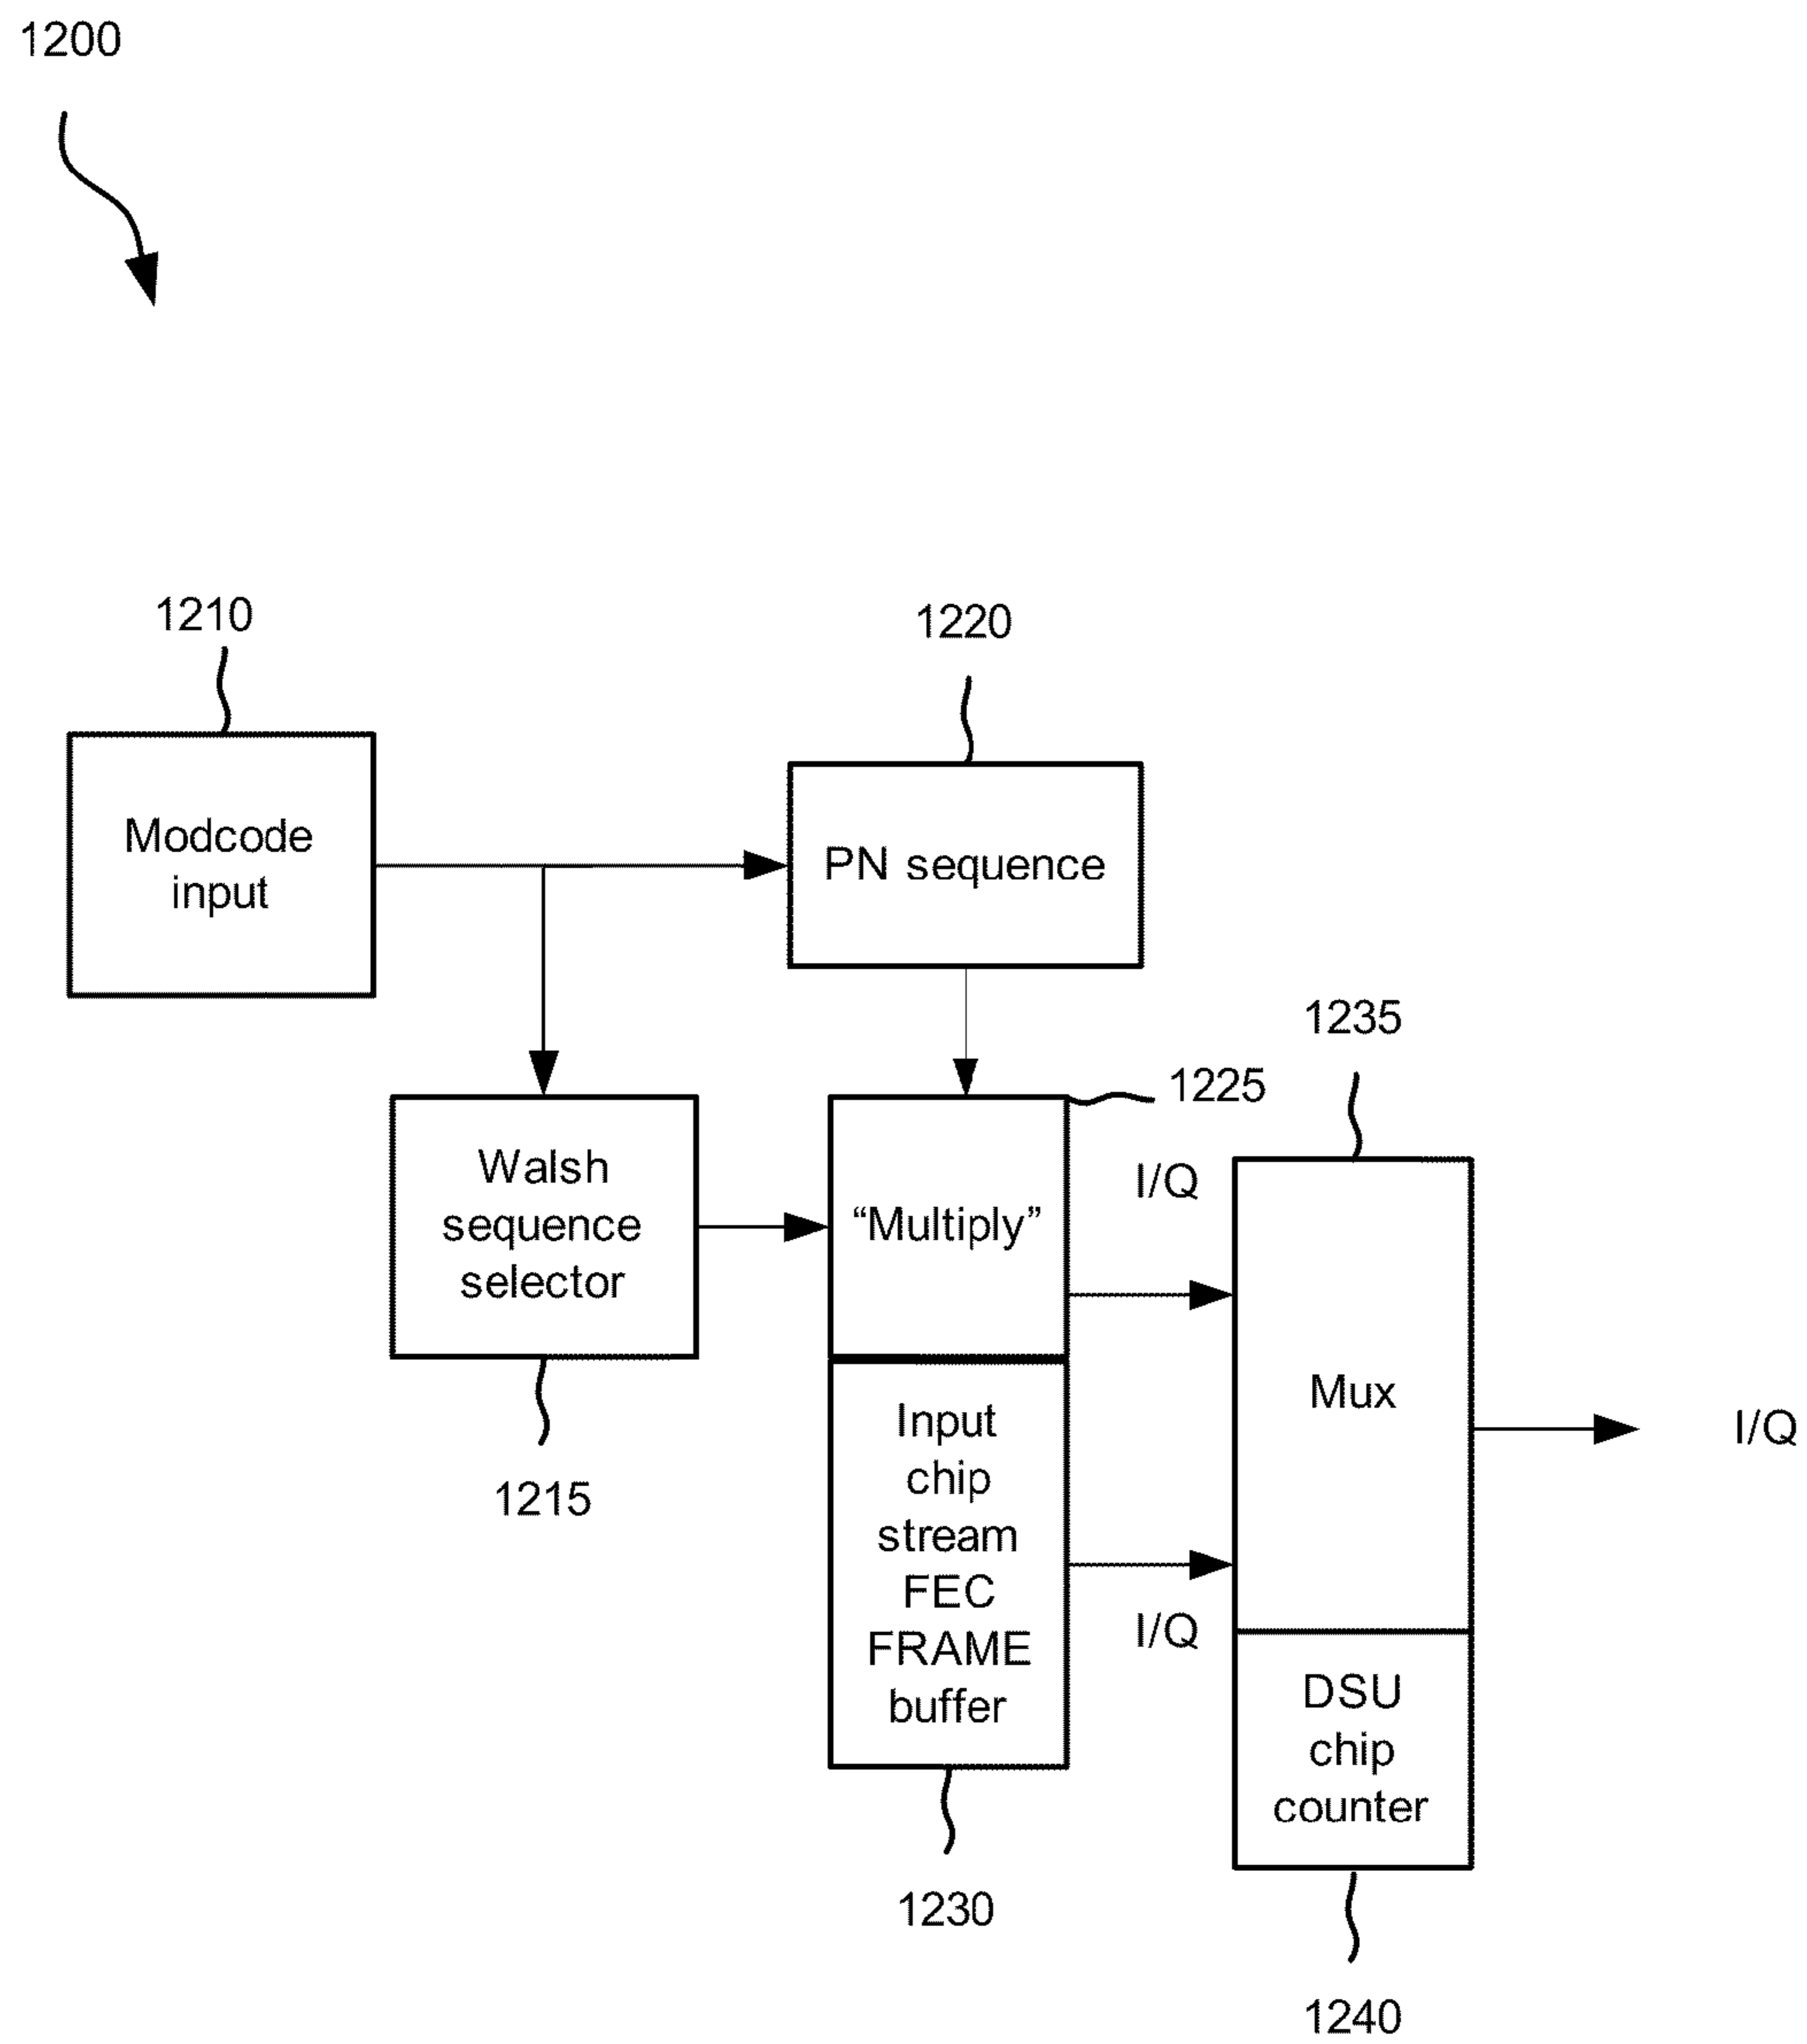 1200
1210
1220
Modcode
input
PN sequence
1235
1225
Walsh
sequence
selector
“Multiply”
I/Q
Mux
I/Q
1215
Input
chip
stream
FEC
FRAME
buffer
I/Q
DSU
chip
counter
1230
1240